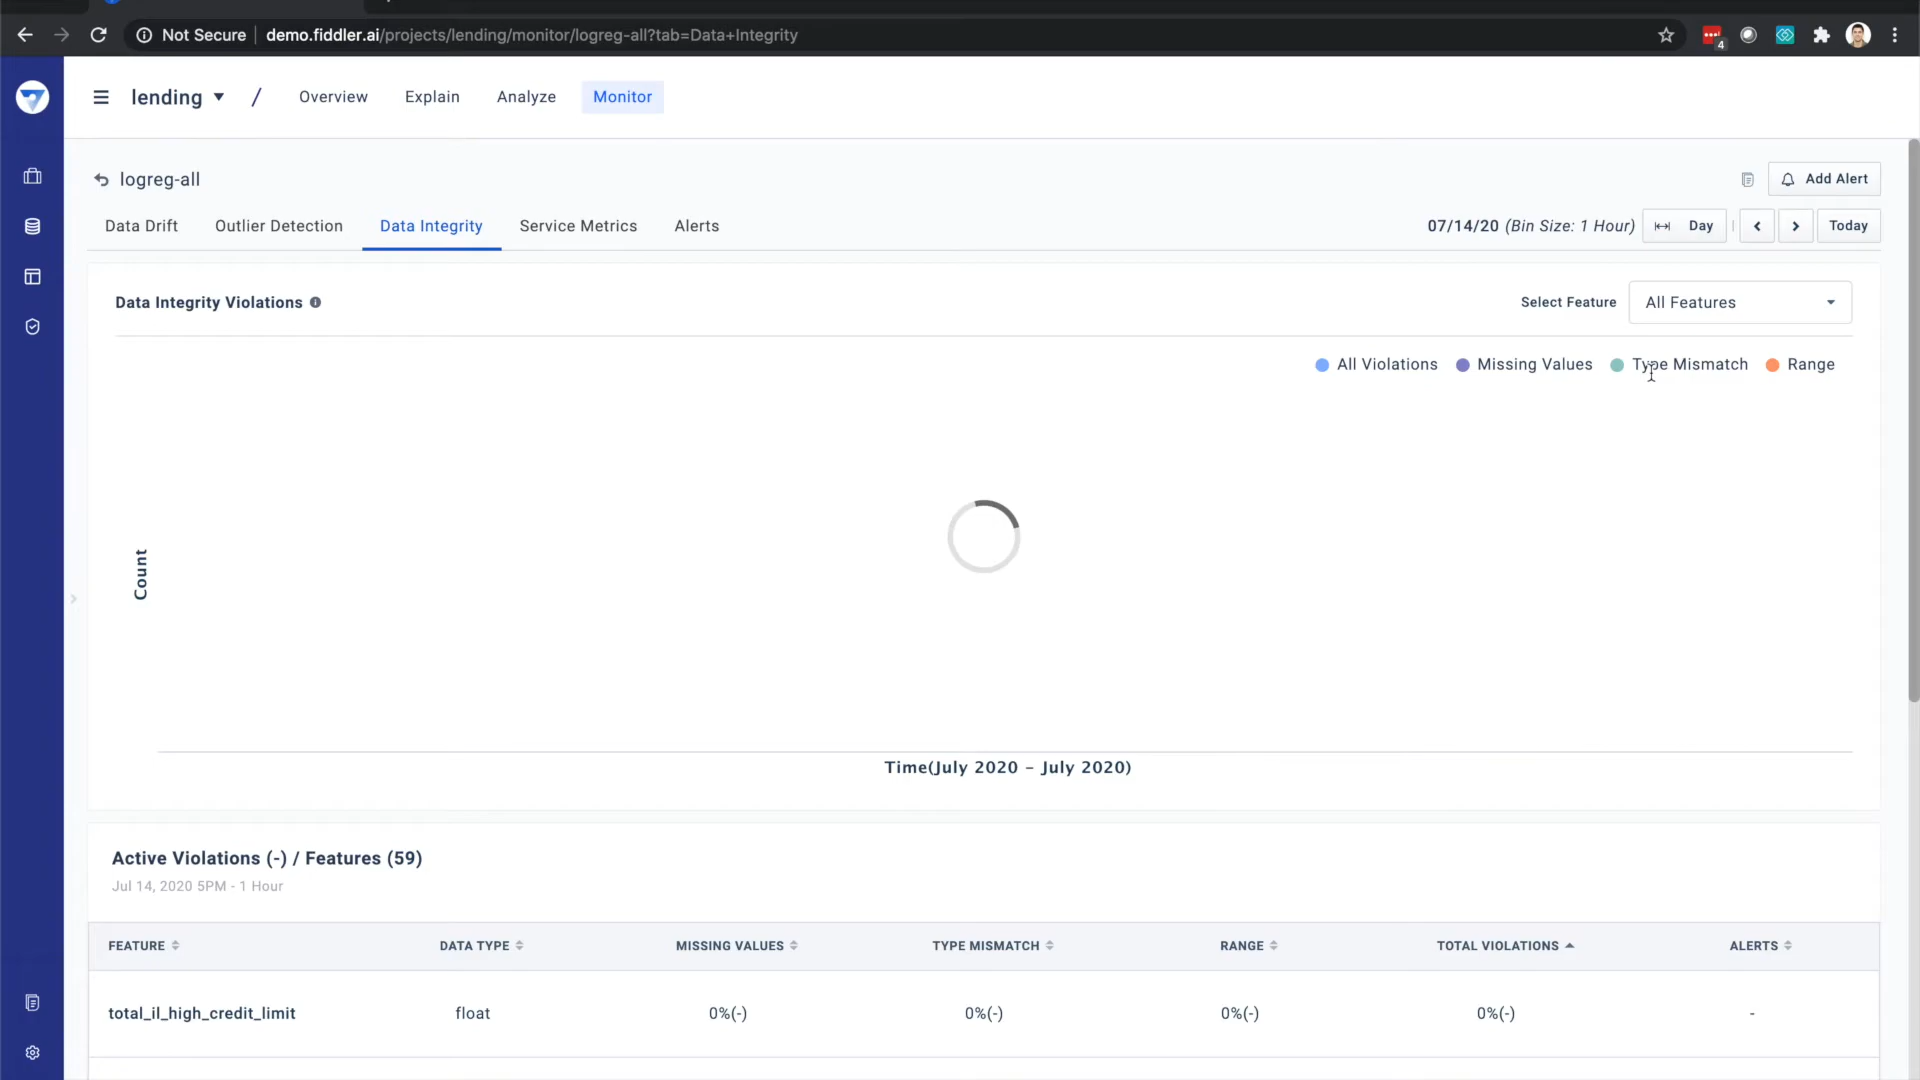 Not Secure demo.fiddler.ai/projects/lending/monitor/logreg-all?tab=Data+Integrity
4
lending / Overview Explain Analyze Monitor
logreg-all
Add Alert
Data Drift Outlier Detection Data Integrity Service Metrics Alerts
07/14/20 (Bin Size: 1 Hour) Day Today
Data Integrity Violations
Select Feature All Features
All Violations Missing Values Type Mismatch Range
Count
Time(July 2020 – July 2020)
Active Violations (-) / Features (59)
Jul 14, 2020 5PM - 1 Hour
FEATURE DATA TYPE MISSING VALUES TYPE MISMATCH RANGE TOTAL VIOLATIONS ALERTS
total_il_high_credit_limit float 0%(-) 0%(-) 0%(-) 0%(-) -